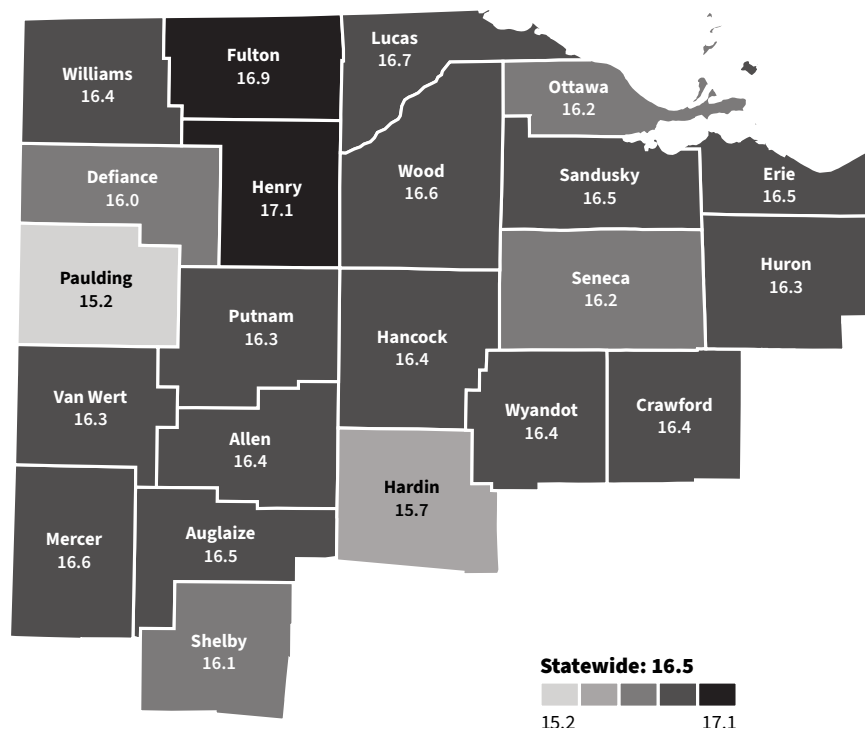 Lucas
16.7
Fulton
16.9
Williams
16.4
Ottawa
16.2
Defiance
16.0
Henry
17.1
Wood
16.6
Sandusky
16.5
Erie
16.5
Paulding
15.2
Huron
16.3
Seneca
16.2
Putnam
16.3
Hancock
16.4
Van Wert
16.3
Wyandot
16.4
Crawford
16.4
Allen
16.4
Hardin
15.7
Mercer
16.6
Auglaize
16.5
Shelby
16.1
Statewide: 16.5
15.2 17.1